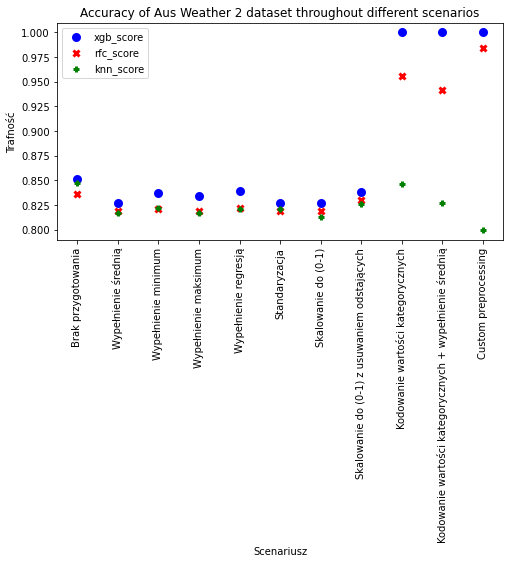 Accuracy of Aus Weather 2 dataset throughout different scenarios
xgb_score
rfc_score
knn_score
Trafność
1.000
0.975
0.950
0.925
0.900
0.875
0.850
0.825
0.800
Brak przygotowania
Wypełnienie średnią
Wypełnienie minimum
Wypełnienie maksimum
Wypełnienie regresją
Standaryzacja
Skalowanie do (0-1)
Skalowanie do (0-1) z usuwaniem odstających
Kodowanie wartości kategorycznych
Kodowanie wartości kategorycznych + wypełnienie średnią
Custom preprocessing
Scenariusz